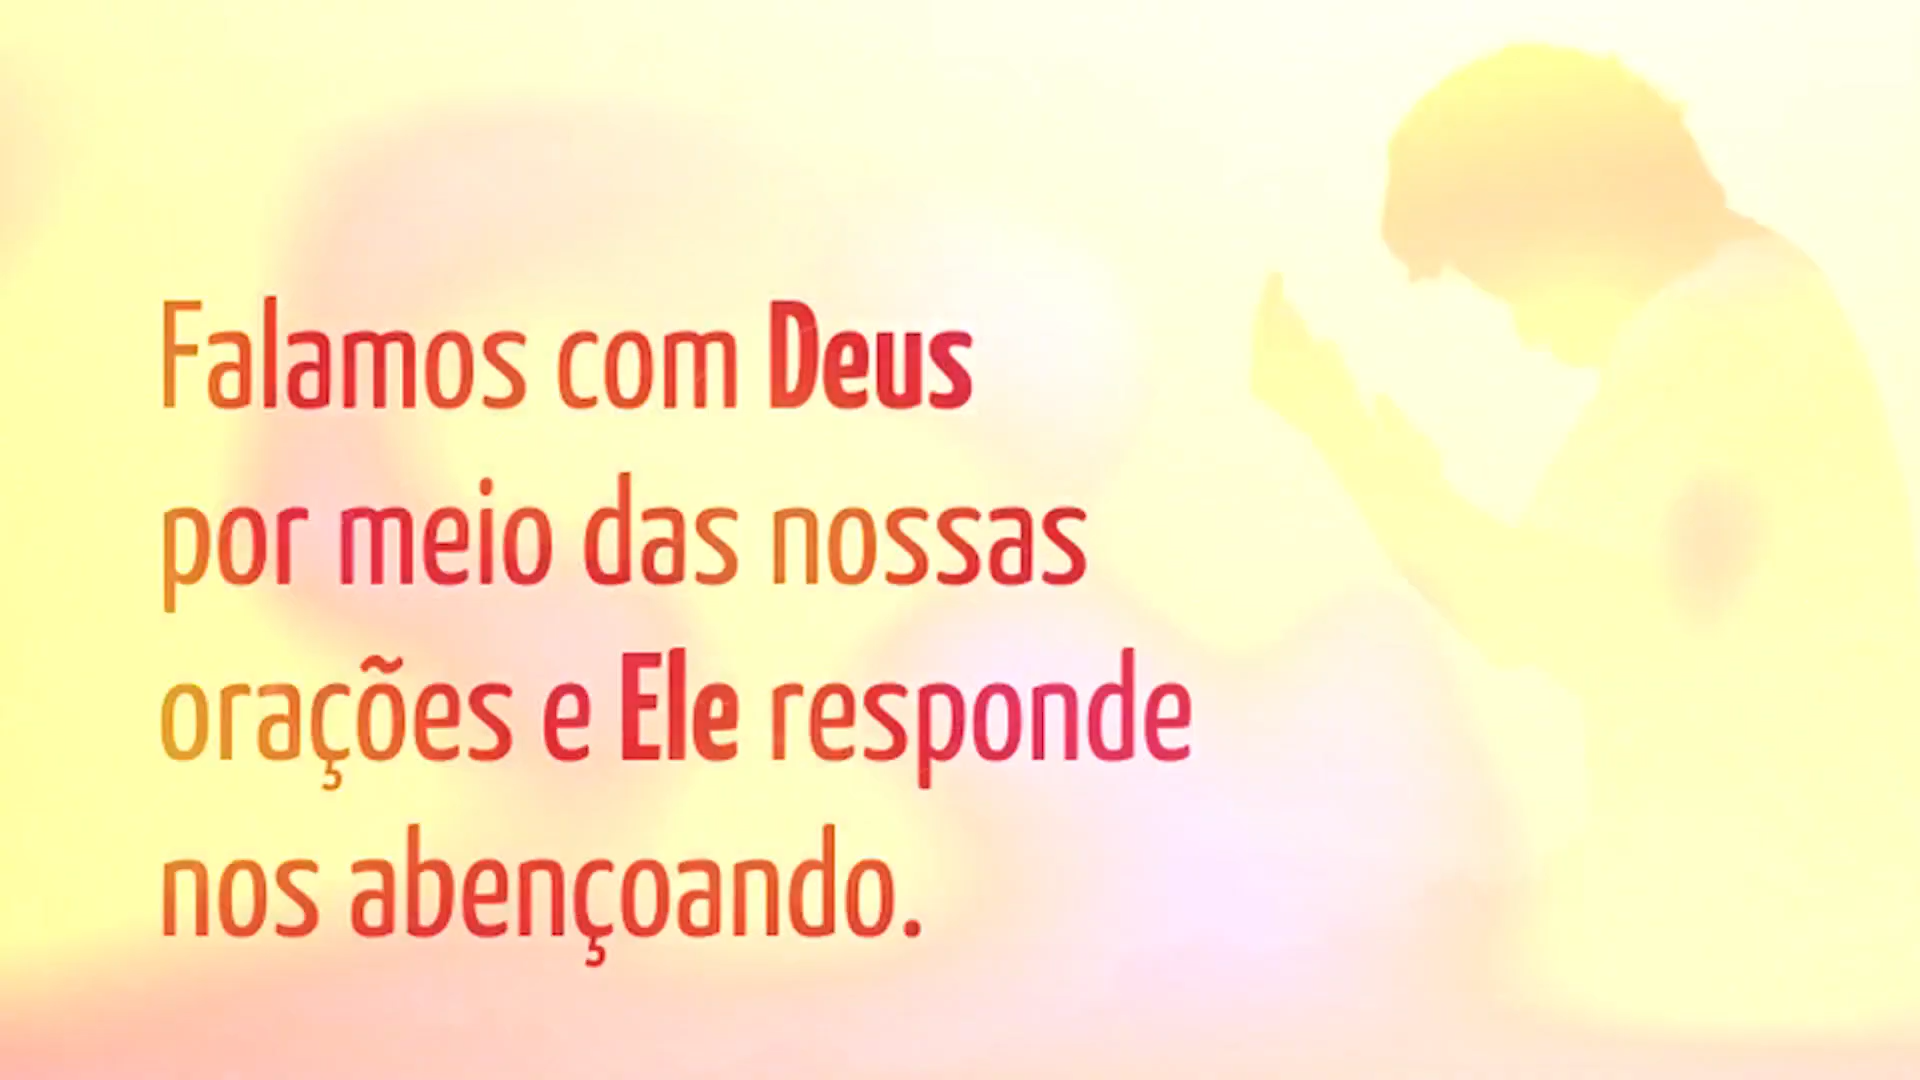 Falamos com Deus
por meio das nossas
orações e Ele responde
nos abençoando.